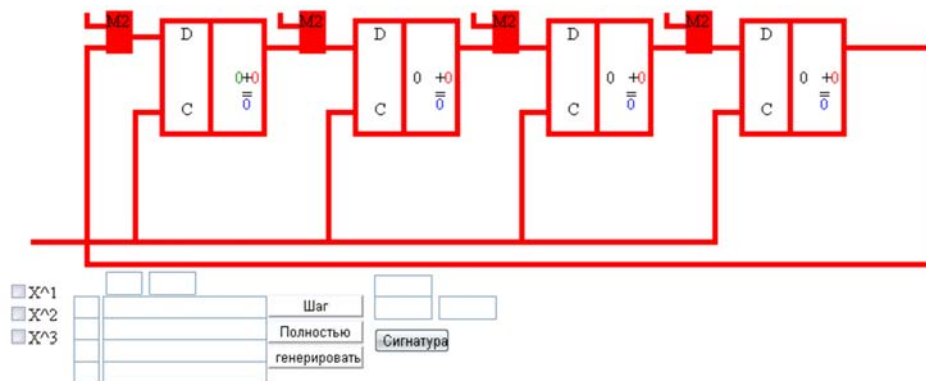 M2 M2 M2 M2
D D D D
0+0 0 +0 0 +0 0 +0
= = = =
0 0 0 0
C C C C
X^1
X^2
X^3
Шаг
Полностью
генерировать
Сигнатура